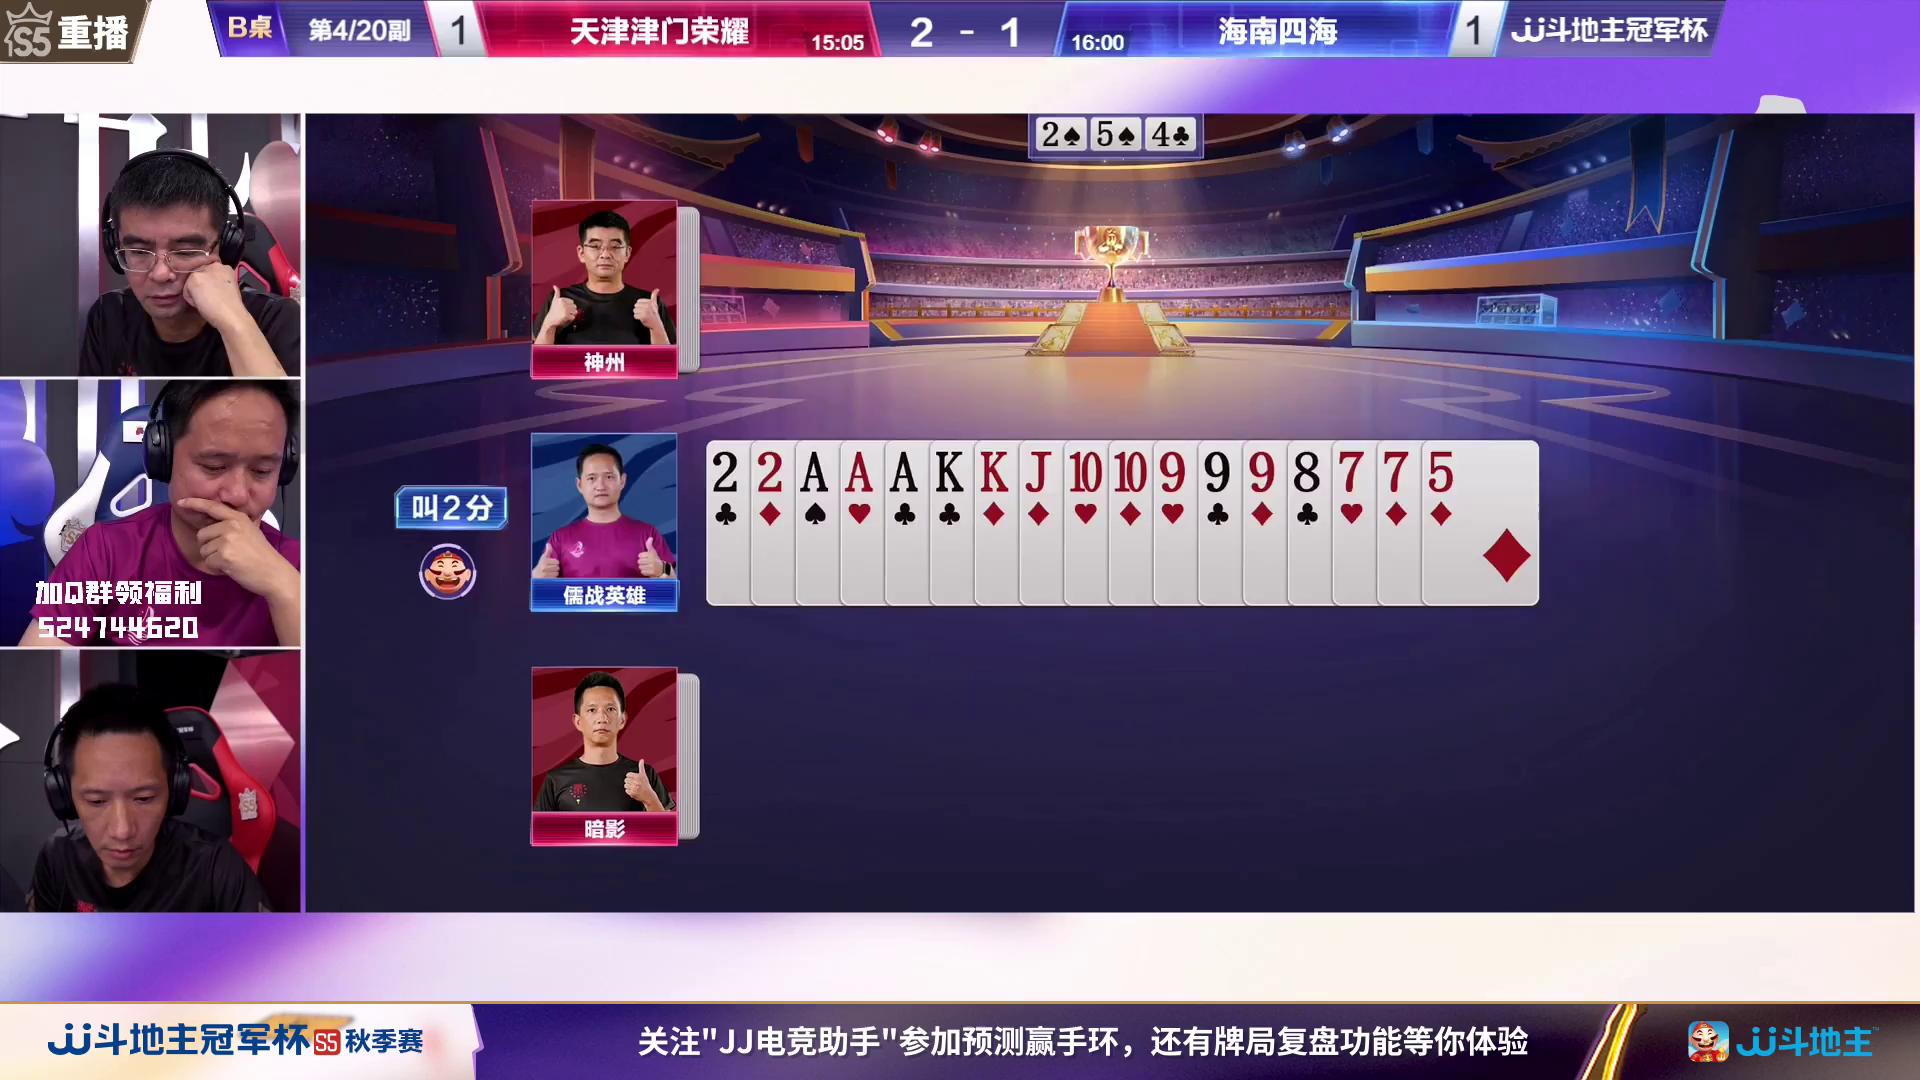 S5 重播
B桌 第4/20副 1 天津津门荣耀 15:05 2 - 1 16:00 海南四海 1 JJ斗地主冠军杯
2♠ 5♠ 4♣
神州
叫2分
2 2 A A A K K J 10 10 9 9 9 8 7 7 5
♣ ♦ ♠ ♥ ♣ ♣ ♦ ♦ ♥ ♦ ♥ ♣ ♦ ♣ ♥ ♦ ♦
儒战英雄
加Q群领福利
524744620
暗影
JJ斗地主冠军杯 S5 秋季赛
关注"JJ电竞助手"参加预测赢手环，还有牌局复盘功能等你体验
JJ斗地主